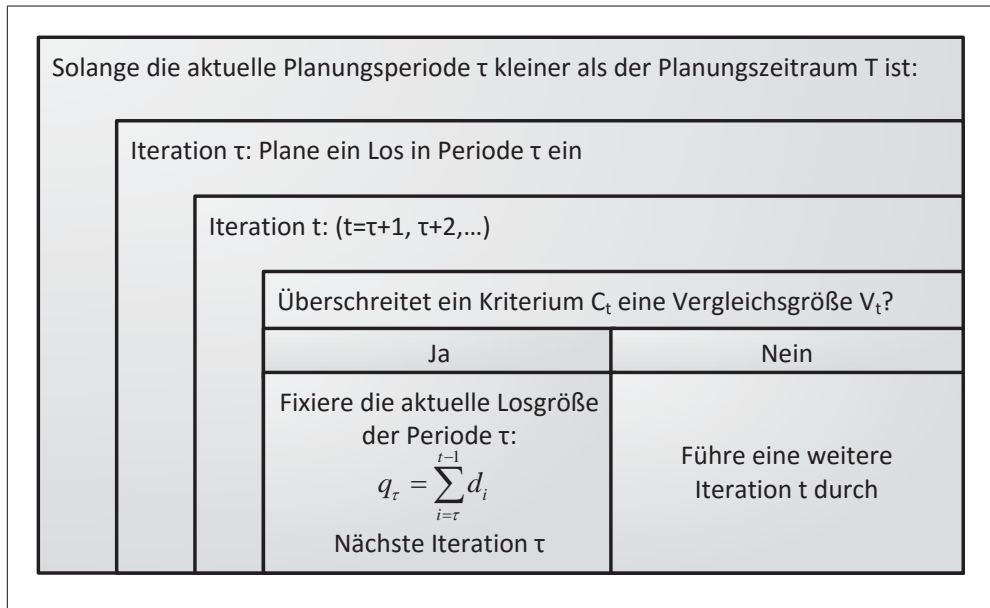 Solange die aktuelle Planungsperiode τ kleiner als der Planungszeitraum T ist:
Iteration τ: Plane ein Los in Periode τ ein
Iteration t: (t=τ+1, τ+2,…)
Überschreitet ein Kriterium Cₜ eine Vergleichsgröße Vₜ?
Ja
Nein
Fixiere die aktuelle Losgröße
der Periode τ:
q_τ = ∑_{i=τ}^{t−1} d_i
Nächste Iteration τ
Führe eine weitere
Iteration t durch